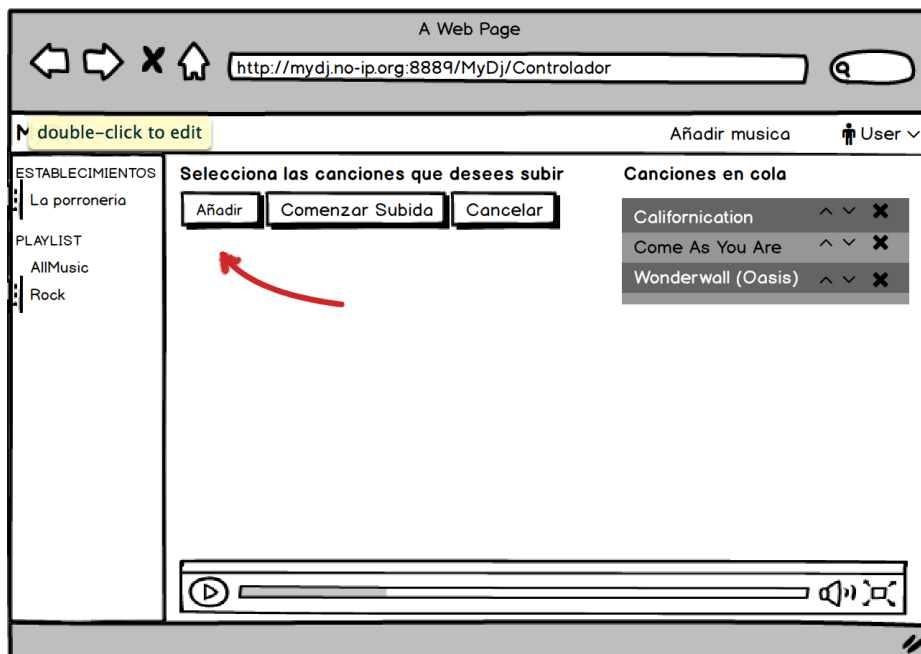 A Web Page
http://mydj.no-ip.org:8889/MyDj/Controlador
M
double-click to edit
Añadir musica
User
ESTABLECIMIENTOS
La porroneria
PLAYLIST
AllMusic
Rock
Selecciona las canciones que desees subir
Añadir
Comenzar Subida
Cancelar
Canciones en cola
Californication
Come As You Are
Wonderwall (Oasis)